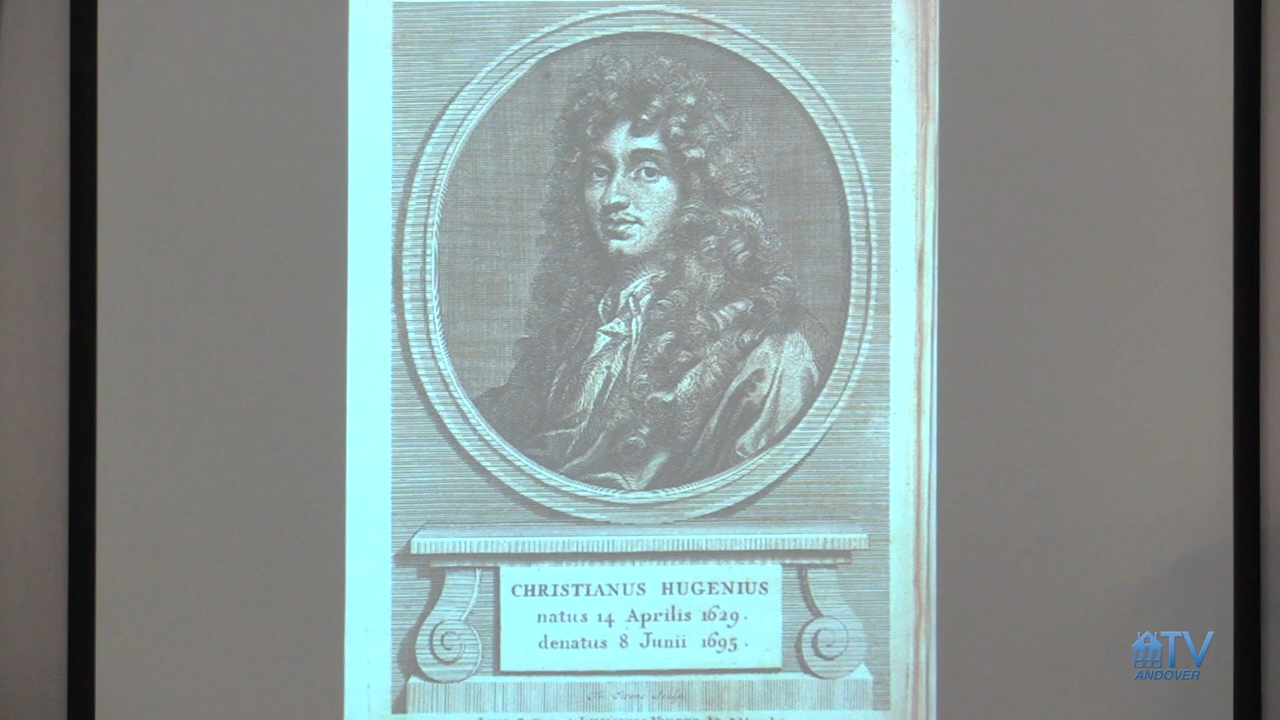 CHRISTIANUS HUGENIUS
natus 14 Aprilis 1629.
denatus 8 Junii 1695.
TV
ANDOVER